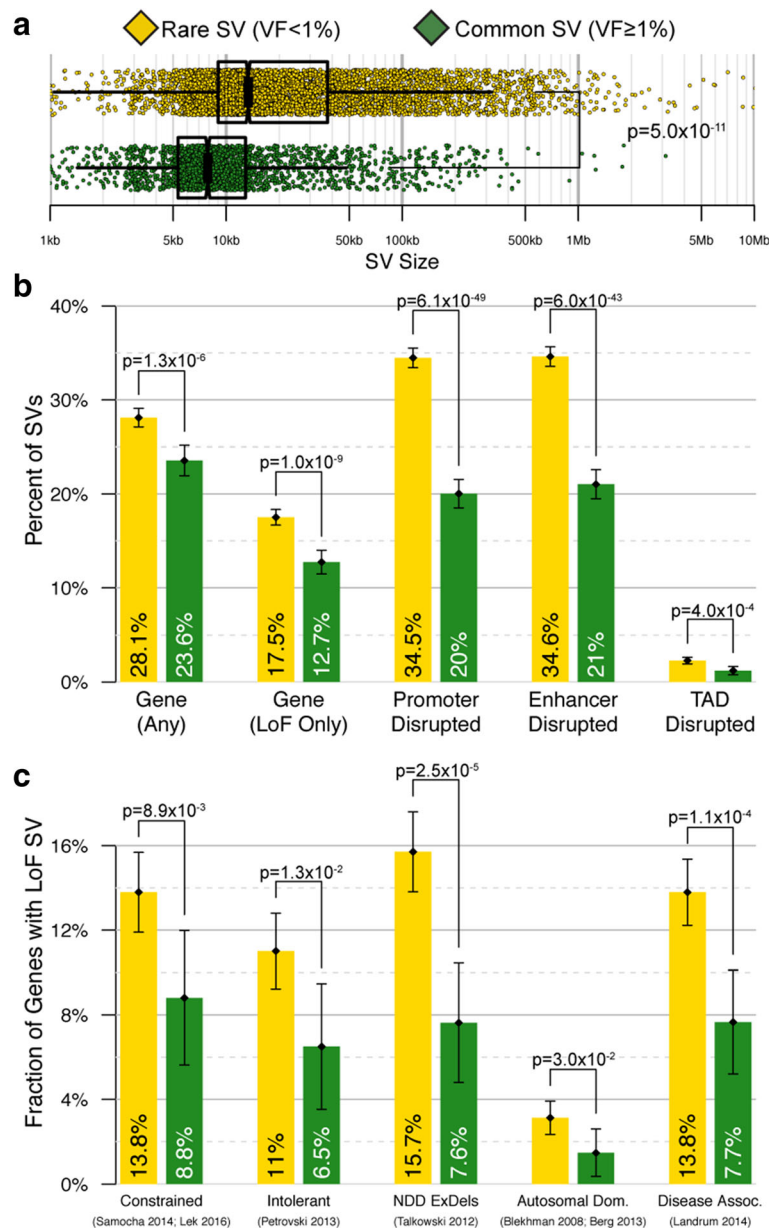 a
Rare SV (VF<1%) Common SV (VF≥1%)
p=5.0x10-11
1kb 5kb 10kb 50kb 100kb 500kb 1Mb 5Mb 10Mb
SV Size
b
Percent of SVs
40%
30%
20%
10%
0%
p=1.3x10-6
p=1.0x10-9
p=6.1x10-49
p=6.0x10-43
p=4.0x10-4
28.1% 23.6% 17.5% 12.7% 34.5% 20% 34.6% 21%
Gene (Any)
Gene (LoF Only)
Promoter Disrupted
Enhancer Disrupted
TAD Disrupted
c
Fraction of Genes with LoF SV
16%
12%
8%
4%
0%
p=8.9x10-3
p=1.3x10-2
p=2.5x10-5
p=3.0x10-2
p=1.1x10-4
13.8% 8.8% 11% 6.5% 15.7% 7.6% 13.8% 7.7%
Constrained
(Samocha 2014; Lek 2016)
Intolerant
(Petrovski 2013)
NDD ExDels
(Talkowski 2012)
Autosomal Dom.
(Blekhman 2008; Berg 2013)
Disease Assoc.
(Landrum 2014)